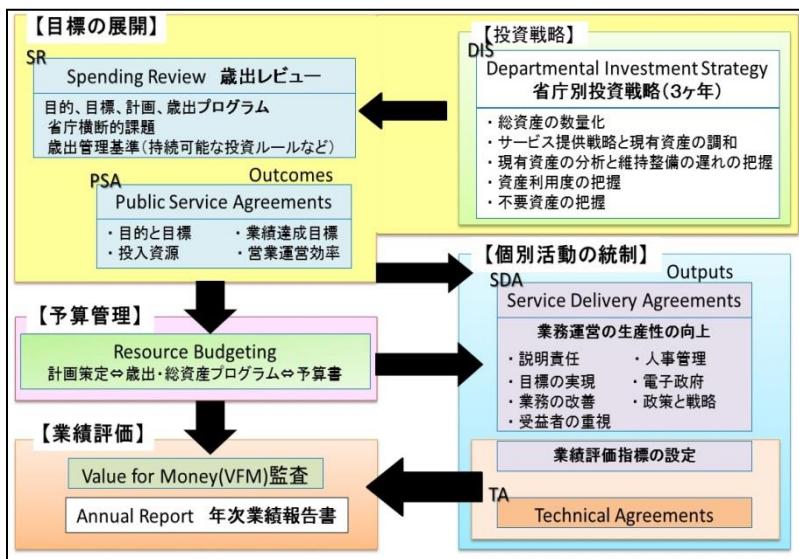 【目標の展開】
SR
Spending Review 歳出レビュー
目的、目標、計画、歳出プログラム
省庁横断的課題
歳出管理基準(持続可能な投資ルールなど)
PSA
Outcomes
Public Service Agreements
・目的と目標 ・業績達成目標
・投入資源 ・営業運営効率
【投資戦略】
DIS
Departmental Investment Strategy
省庁別投資戦略(3ヶ年)
・総資産の数量化
・サービス提供戦略と現有資産の調和
・現有資産の分析と維持整備の遅れの把握
・資産利用度の把握
・不要資産の把握
【予算管理】
Resource Budgeting
計画策定⇔歳出・総資産プログラム⇔予算書
【個別活動の統制】
Outputs
SDA
Service Delivery Agreements
業務運営の生産性の向上
・説明責任 ・人事管理
・目標の実現 ・電子政府
・業務の改善 ・政策と戦略
・受益者の重視
業績評価指標の設定
TA
Technical Agreements
【業績評価】
Value for Money(VFM)監査
Annual Report 年次業績報告書